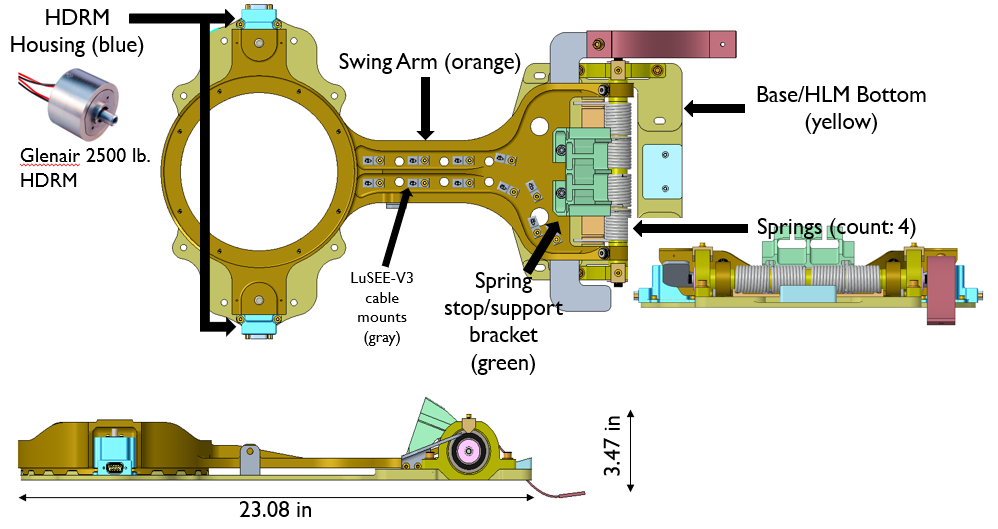 HDRM
Housing (blue)
Glenair 2500 lb.
HDRM
Swing Arm (orange)
Base/HLM Bottom
(yellow)
Springs (count: 4)
LuSEE-V3
cable
mounts
(gray)
Spring
stop/support
bracket
(green)
3.47 in
23.08 in